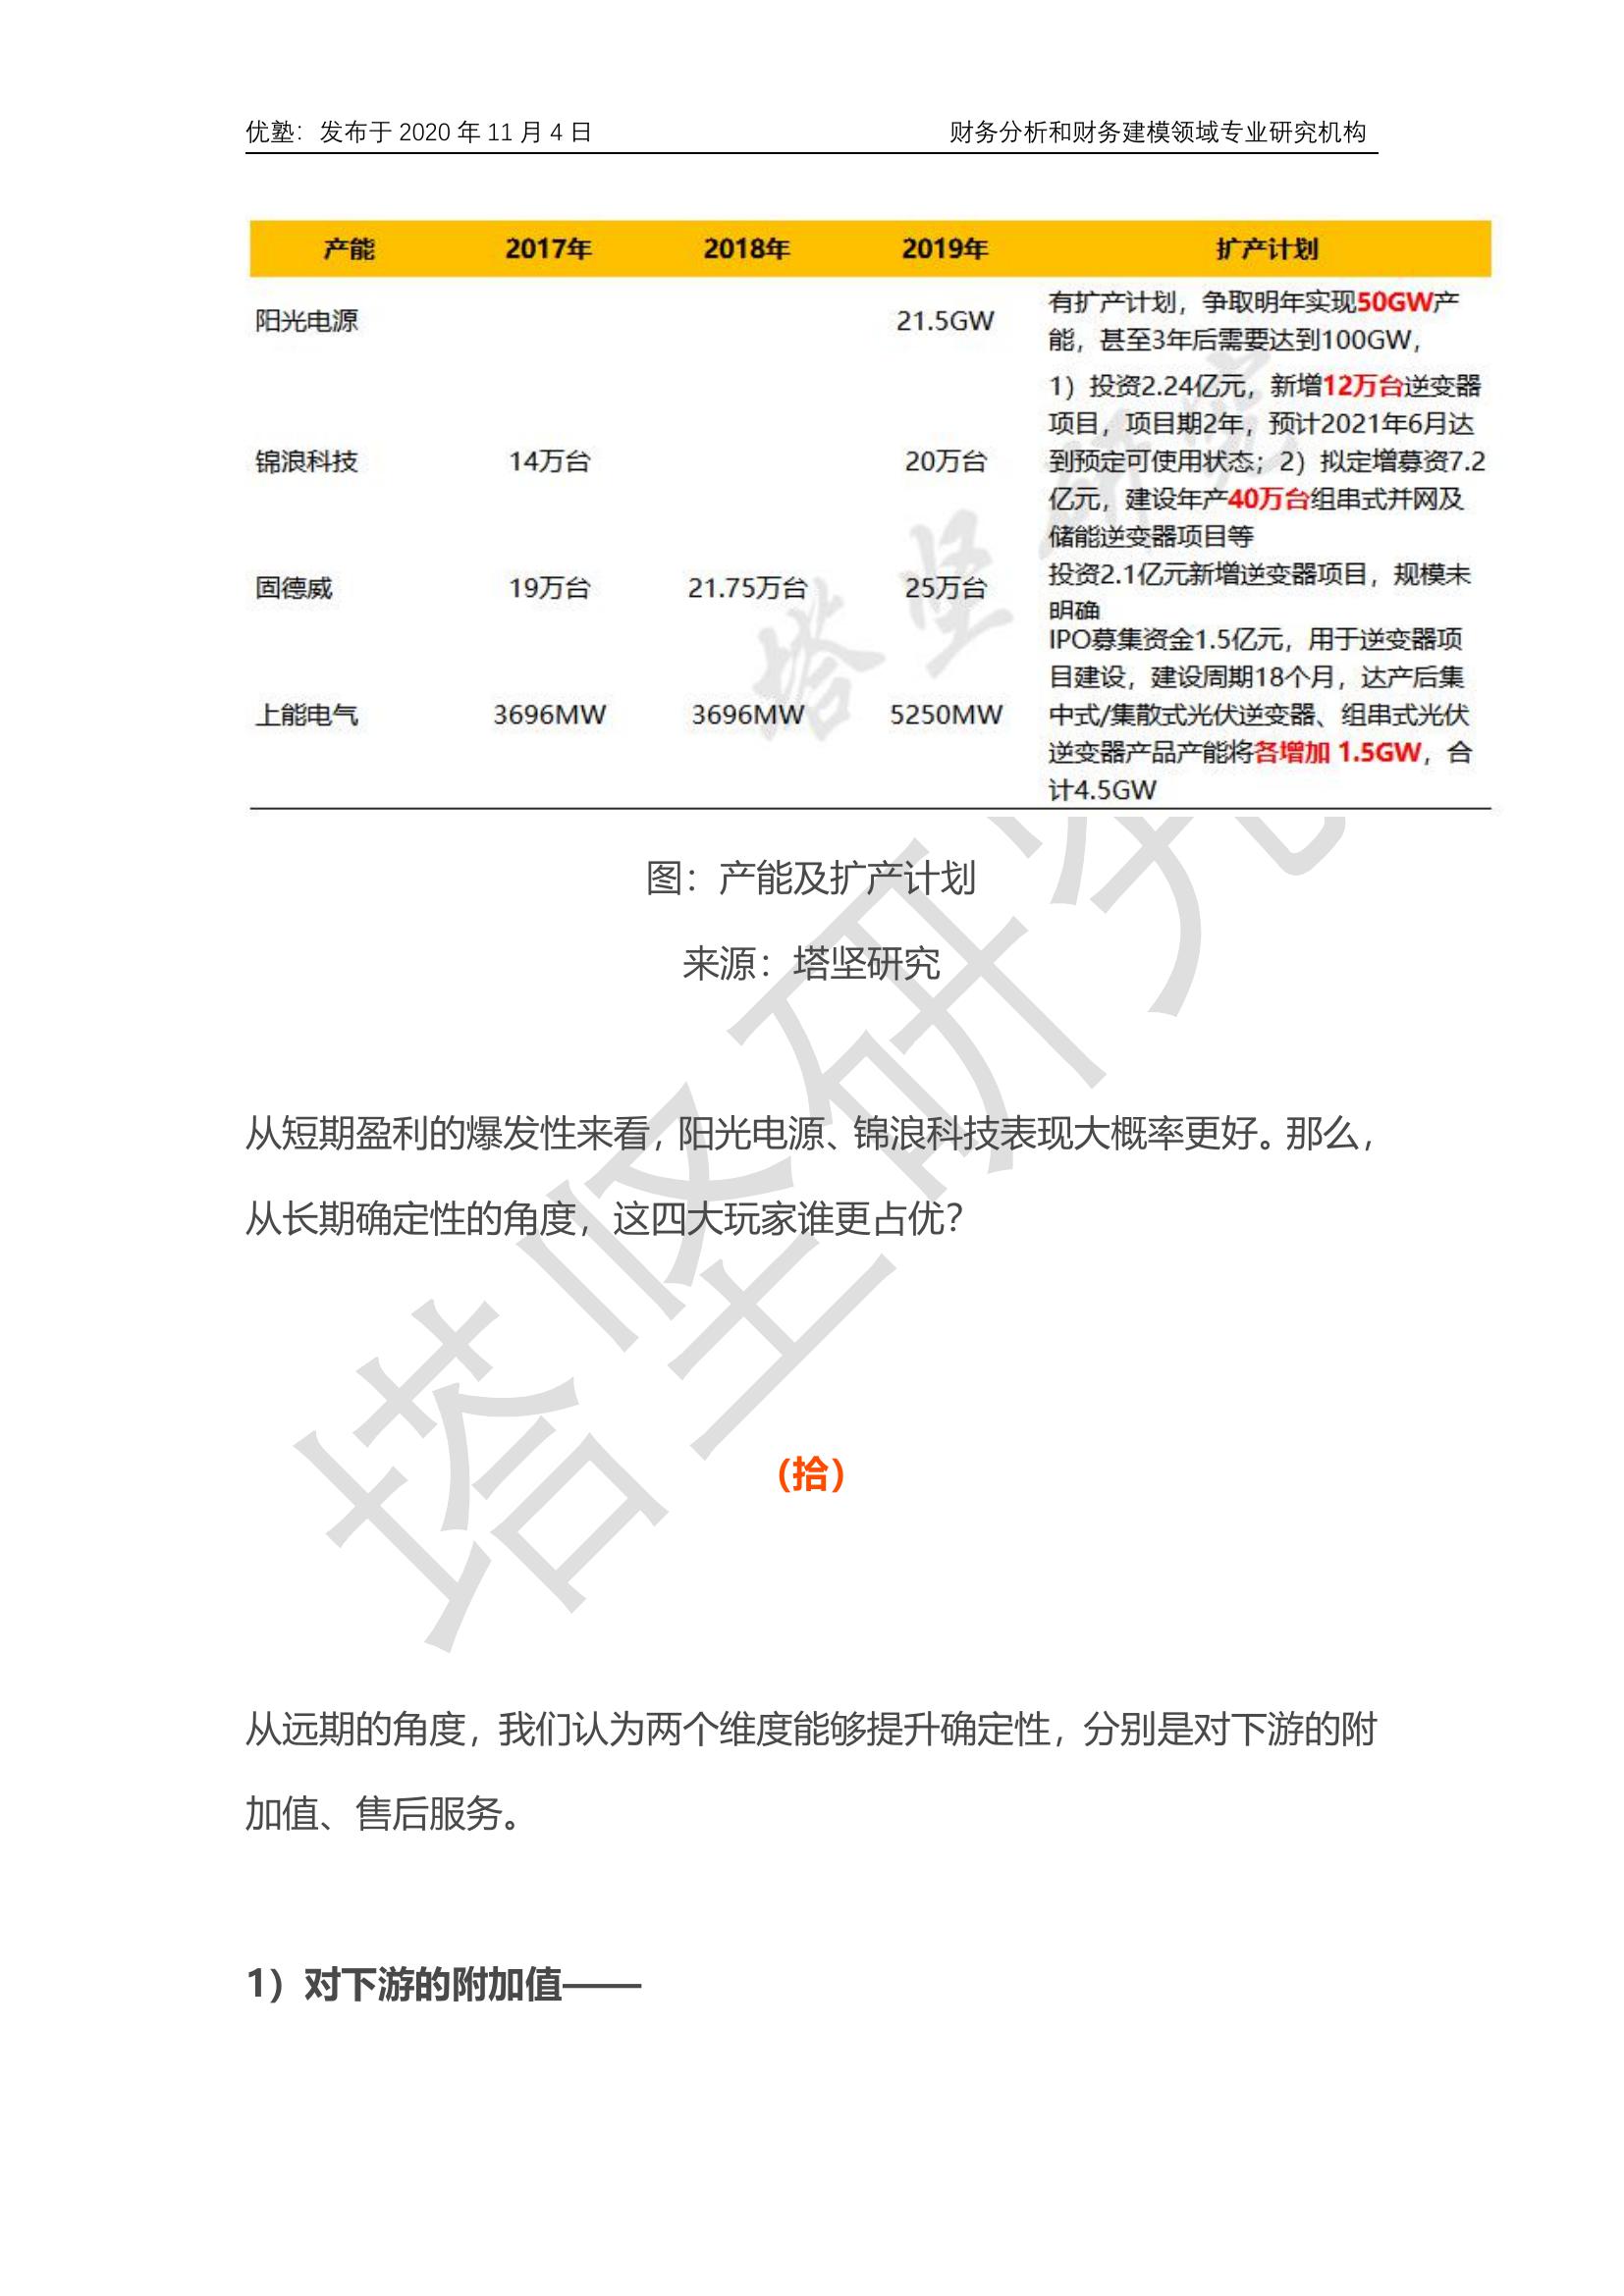 优塾：发布于 2020 年 11 月 4 日 财务分析和财务建模领域专业研究机构
产能 2017年 2018年 2019年 扩产计划
阳光电源 21.5GW 有扩产计划，争取明年实现50GW产
能，甚至3年后需要达到100GW，
1）投资2.24亿元，新增12万台逆变器
项目，项目期2年，预计2021年6月达
锦浪科技 14万台 20万台 到预定可使用状态；2）拟定增募资7.2
亿元，建设年产40万台组串式并网及
储能逆变器项目等
固德威 19万台 21.75万台 25万台 投资2.1亿元新增逆变器项目，规模未
明确
IPO募集资金1.5亿元，用于逆变器项
目建设，建设周期18个月，达产后集
上能电气 3696MW 3696MW 5250MW 中式/集散式光伏逆变器、组串式光伏
逆变器产品产能将各增加 1.5GW，合
计4.5GW
塔坚研究
图：产能及扩产计划
来源：塔坚研究
从短期盈利的爆发性来看，阳光电源、锦浪科技表现大概率更好。那么，
从长期确定性的角度，这四大玩家谁更占优？
（拾）
从远期的角度，我们认为两个维度能够提升确定性，分别是对下游的附
加值、售后服务。
1）对下游的附加值——
塔坚研究